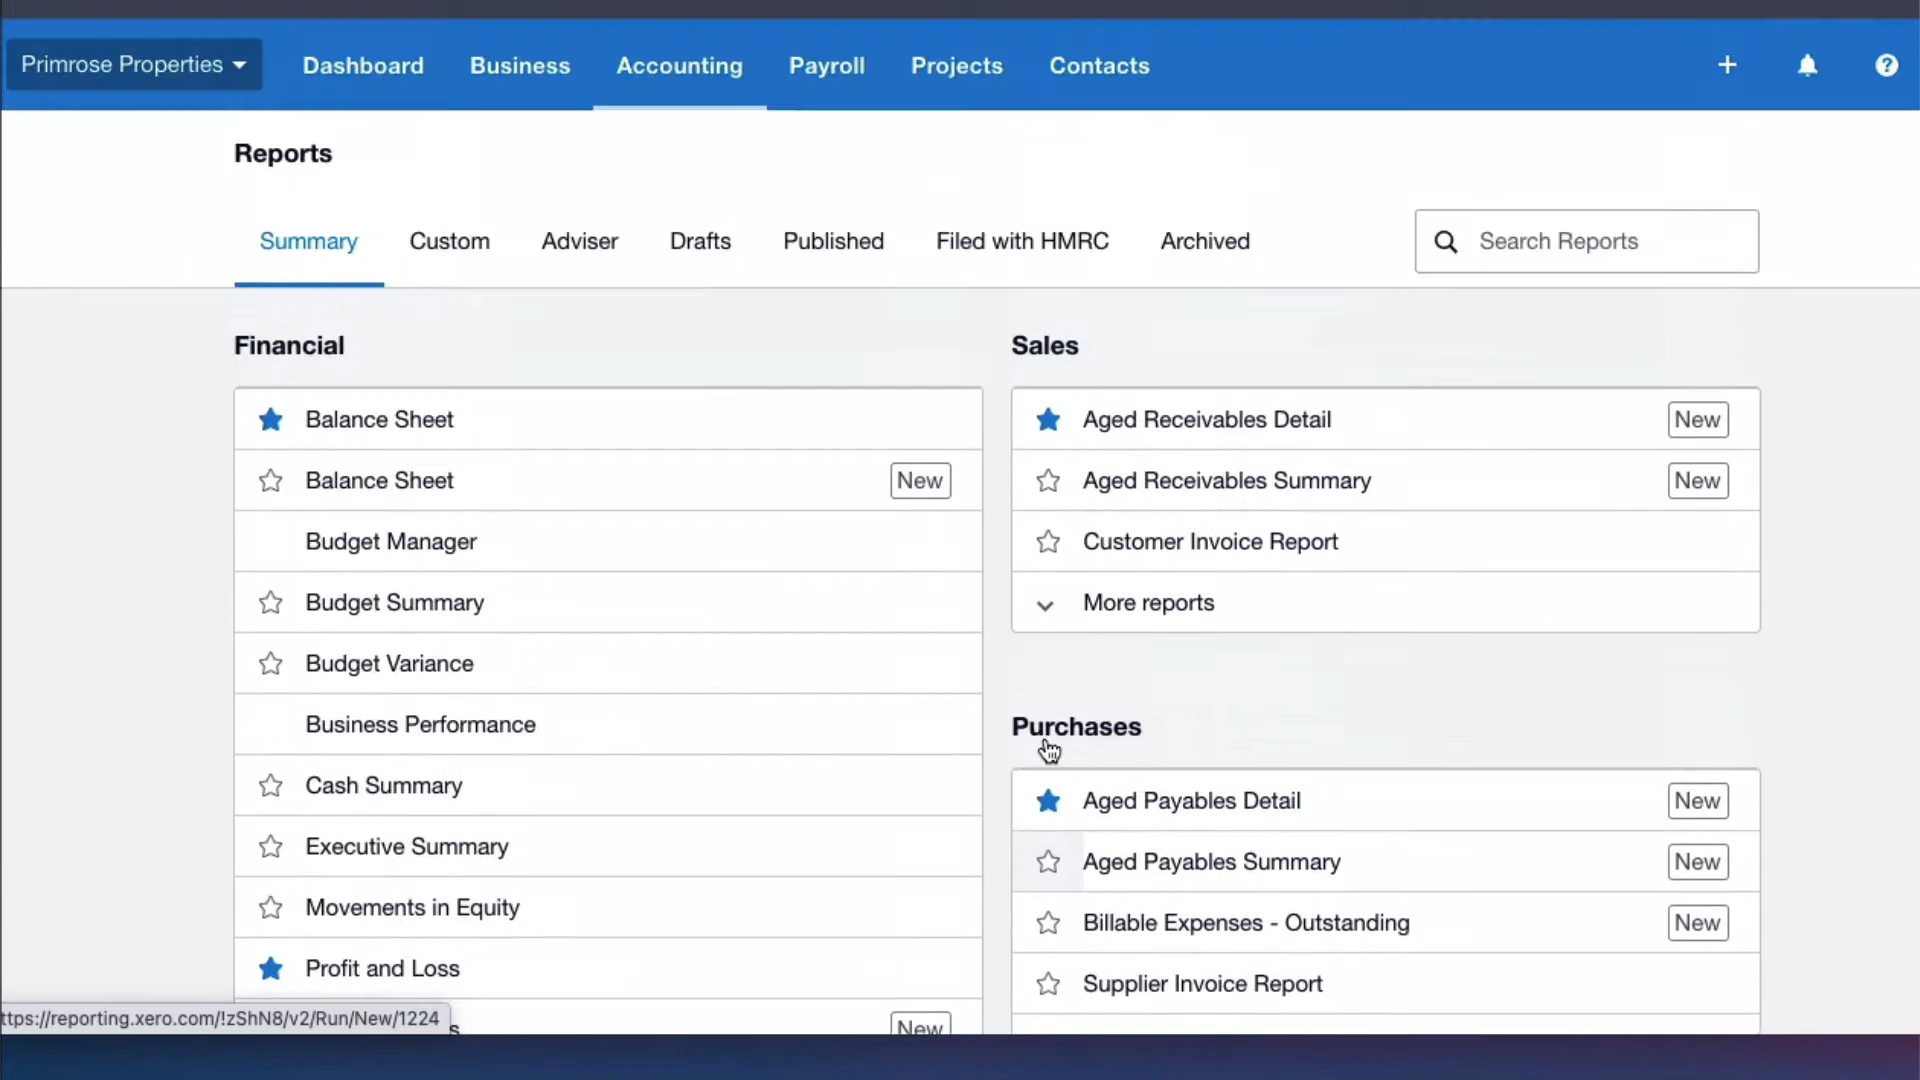 Primrose Properties
Dashboard
Business
Accounting
Payroll
Projects
Contacts
Reports
Summary
Custom
Adviser
Drafts
Published
Filed with HMRC
Archived
Search Reports
Financial
Balance Sheet
Balance Sheet New
Budget Manager
Budget Summary
Budget Variance
Business Performance
Cash Summary
Executive Summary
Movements in Equity
Profit and Loss
New
Sales
Aged Receivables Detail New
Aged Receivables Summary New
Customer Invoice Report
More reports
Purchases
Aged Payables Detail New
Aged Payables Summary New
Billable Expenses - Outstanding New
Supplier Invoice Report
ttps://reporting.xero.com/!zShN8/v2/Run/New/1224